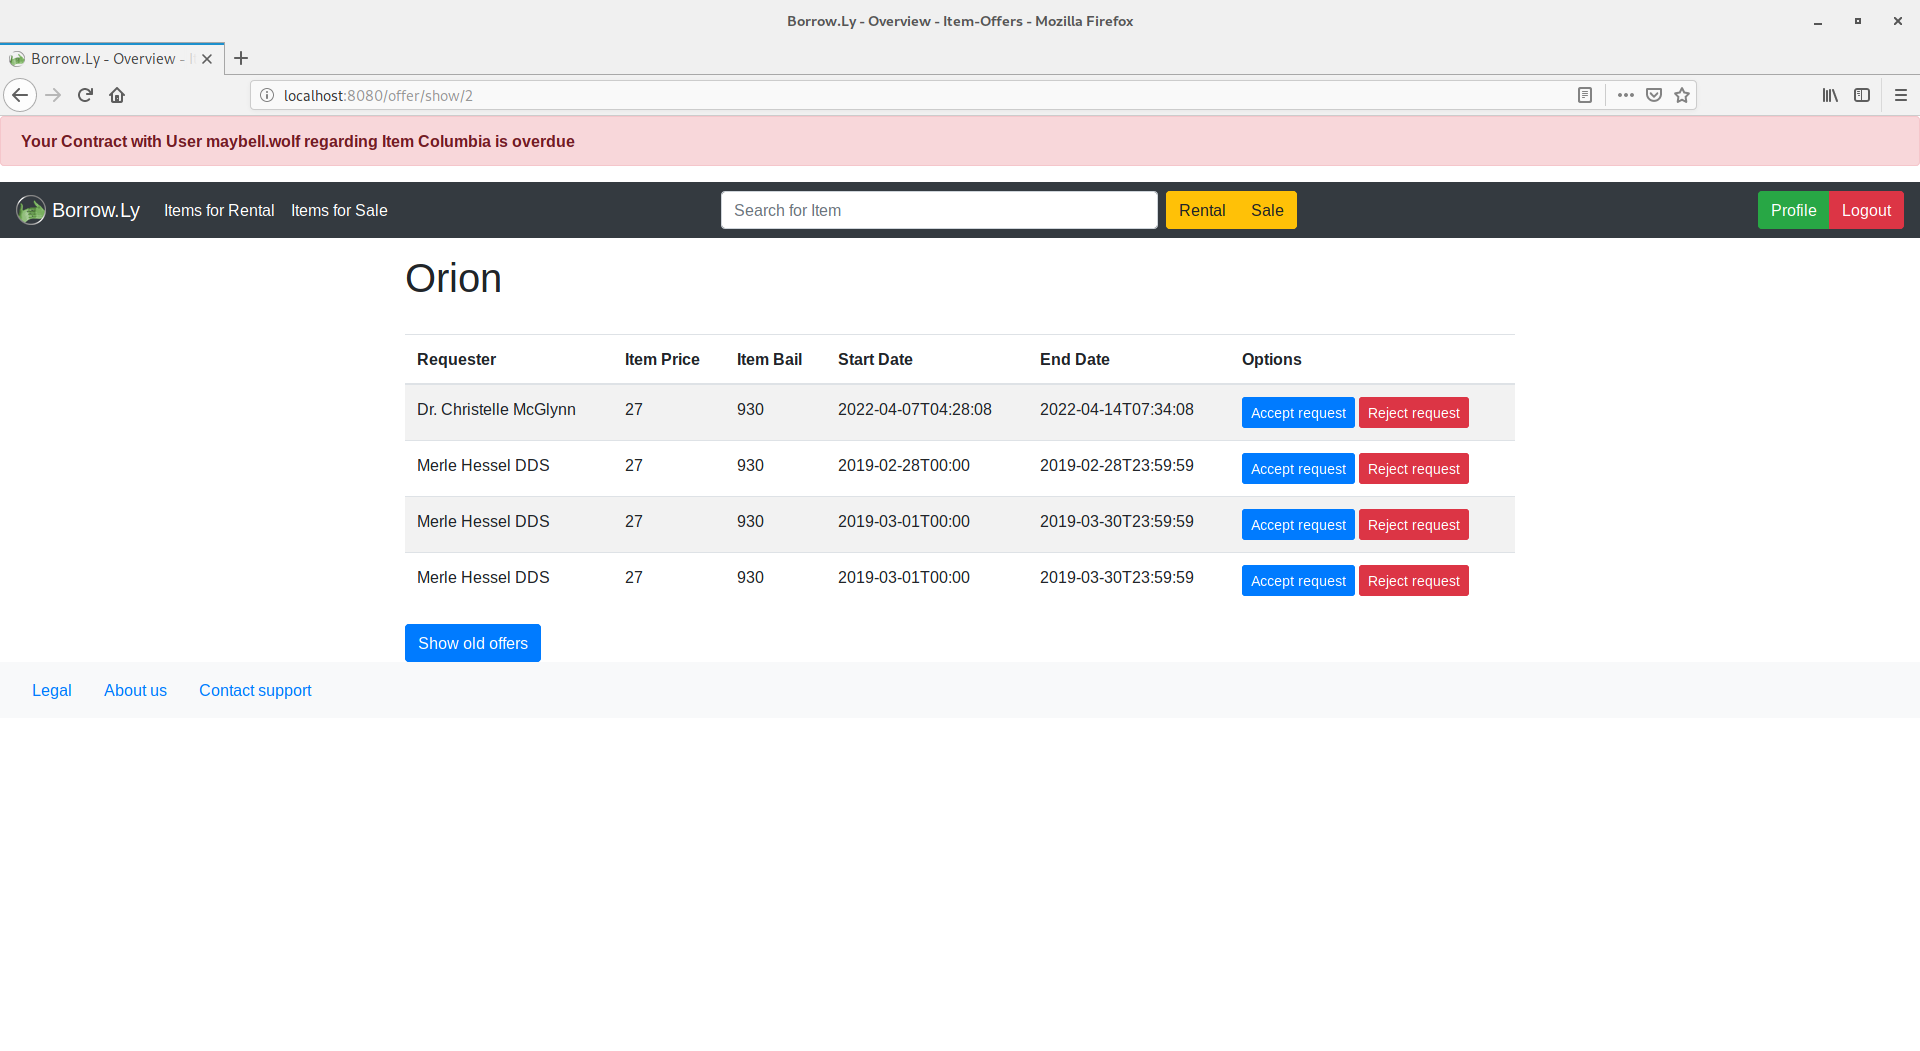 Borrow.Ly - Overview - Item-Offers - Mozilla Firefox
Borrow.Ly - Overview -
localhost:8080/offer/show/2
Your Contract with User maybell.wolf regarding Item Columbia is overdue
Borrow.Ly Items for Rental Items for Sale Search for Item Rental Sale Profile Logout
Orion
Requester Item Price Item Bail Start Date End Date Options
Dr. Christelle McGlynn 27 930 2022-04-07T04:28:08 2022-04-14T07:34:08 Accept request Reject request
Merle Hessel DDS 27 930 2019-02-28T00:00 2019-02-28T23:59:59 Accept request Reject request
Merle Hessel DDS 27 930 2019-03-01T00:00 2019-03-30T23:59:59 Accept request Reject request
Merle Hessel DDS 27 930 2019-03-01T00:00 2019-03-30T23:59:59 Accept request Reject request
Show old offers
Legal About us Contact support